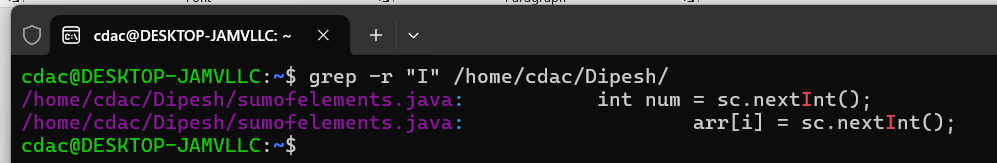 cdac@DESKTOP-JAMVLLC: ~
cdac@DESKTOP-JAMVLLC:~$ grep -r "I" /home/cdac/Dipesh/
/home/cdac/Dipesh/sumofelements.java:           int num = sc.nextInt();
/home/cdac/Dipesh/sumofelements.java:                   arr[i] = sc.nextInt();
cdac@DESKTOP-JAMVLLC:~$